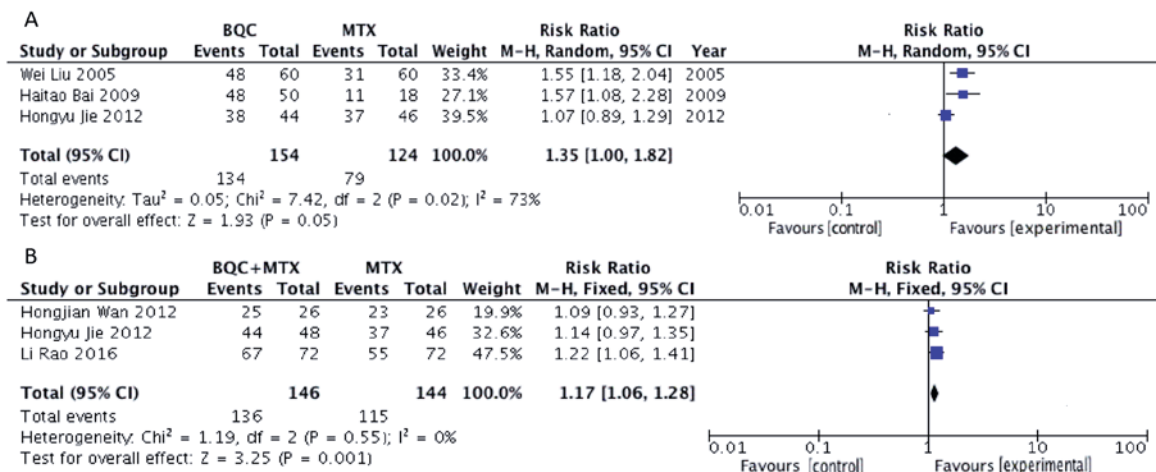 A
BQC MTX Risk Ratio Risk Ratio
Study or Subgroup Events Total Events Total Weight M-H, Random, 95% CI Year M-H, Random, 95% CI
Wei Liu 2005 48 60 31 60 33.4% 1.55 [1.18, 2.04] 2005
Haitao Bai 2009 48 50 11 18 27.1% 1.57 [1.08, 2.28] 2009
Hongyu Jie 2012 38 44 37 46 39.5% 1.07 [0.89, 1.29] 2012
Total (95% CI) 154 124 100.0% 1.35 [1.00, 1.82]
Total events 134 79
Heterogeneity: Tau² = 0.05; Chi² = 7.42, df = 2 (P = 0.02); I² = 73%
Test for overall effect: Z = 1.93 (P = 0.05)
0.01 0.1 1 10 100
Favours [control] Favours [experimental]
B
BQC+MTX MTX Risk Ratio Risk Ratio
Study or Subgroup Events Total Events Total Weight M-H, Fixed, 95% CI M-H, Fixed, 95% CI
Hongjian Wan 2012 25 26 23 26 19.9% 1.09 [0.93, 1.27]
Hongyu Jie 2012 44 48 37 46 32.6% 1.14 [0.97, 1.35]
Li Rao 2016 67 72 55 72 47.5% 1.22 [1.06, 1.41]
Total (95% CI) 146 144 100.0% 1.17 [1.06, 1.28]
Total events 136 115
Heterogeneity: Chi² = 1.19, df = 2 (P = 0.55); I² = 0%
Test for overall effect: Z = 3.25 (P = 0.001)
0.01 0.1 1 10 100
Favours [control] Favours [experimental]